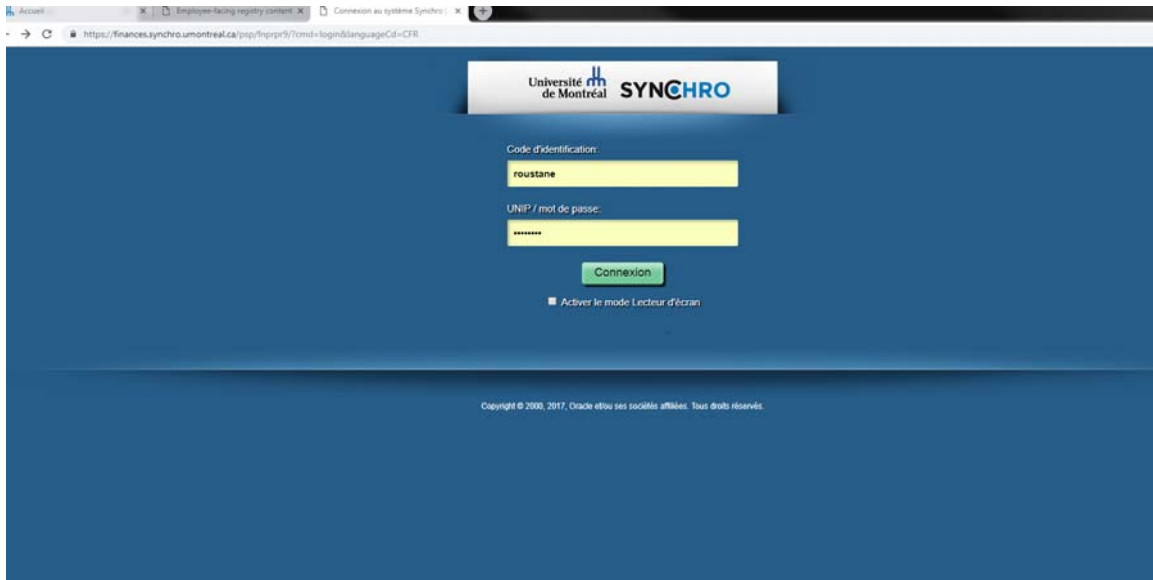 Accueil
Employee-facing registry content
Connexion au système Synchro
https://finances.synchro.umontreal.ca/psp/fnprpr9/?cmd=login&languageCd=CFR
Université de Montréal SYNCHRO
Code d'identification:
roustane
UNIP / mot de passe:
••••••••
Connexion
Activer le mode Lecteur d'écran
Copyright © 2000, 2017, Oracle et/ou ses sociétés affiliées. Tous droits réservés.